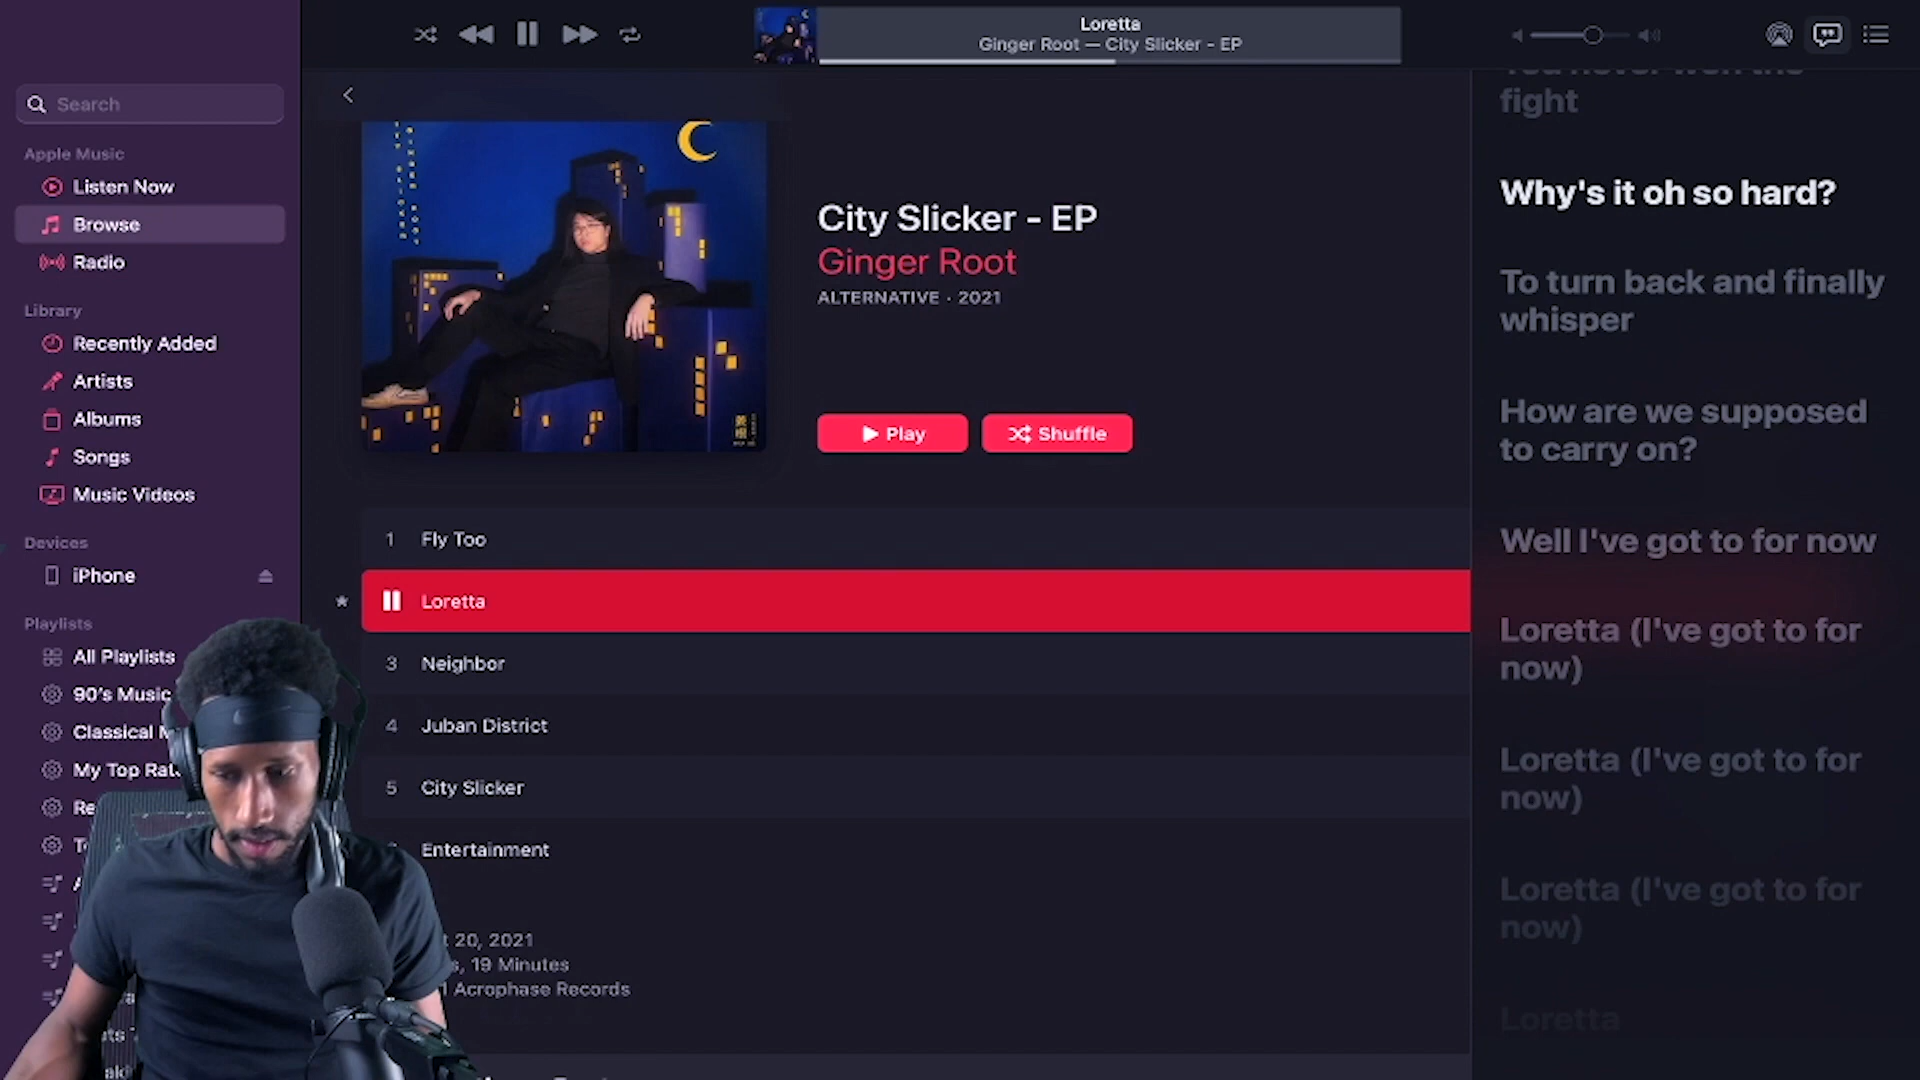 Loretta
Ginger Root — City Slicker - EP
Search
Apple Music
Listen Now
Browse
Radio
Library
Recently Added
Artists
Albums
Songs
Music Videos
Devices
iPhone
Playlists
All Playlists
90's Music
Classical
My Top
City Slicker - EP
Ginger Root
ALTERNATIVE · 2021
Play
Shuffle
1 Fly Too
Loretta
3 Neighbor
4 Juban District
5 City Slicker
Entertainment
20, 2021
19 Minutes
Acrophase Records
fight
Why's it oh so hard?
To turn back and finally
whisper
How are we supposed
to carry on?
Well I've got to for now
Loretta (I've got to for
now)
Loretta (I've got to for
now)
Loretta (I've got to for
now)
Loretta